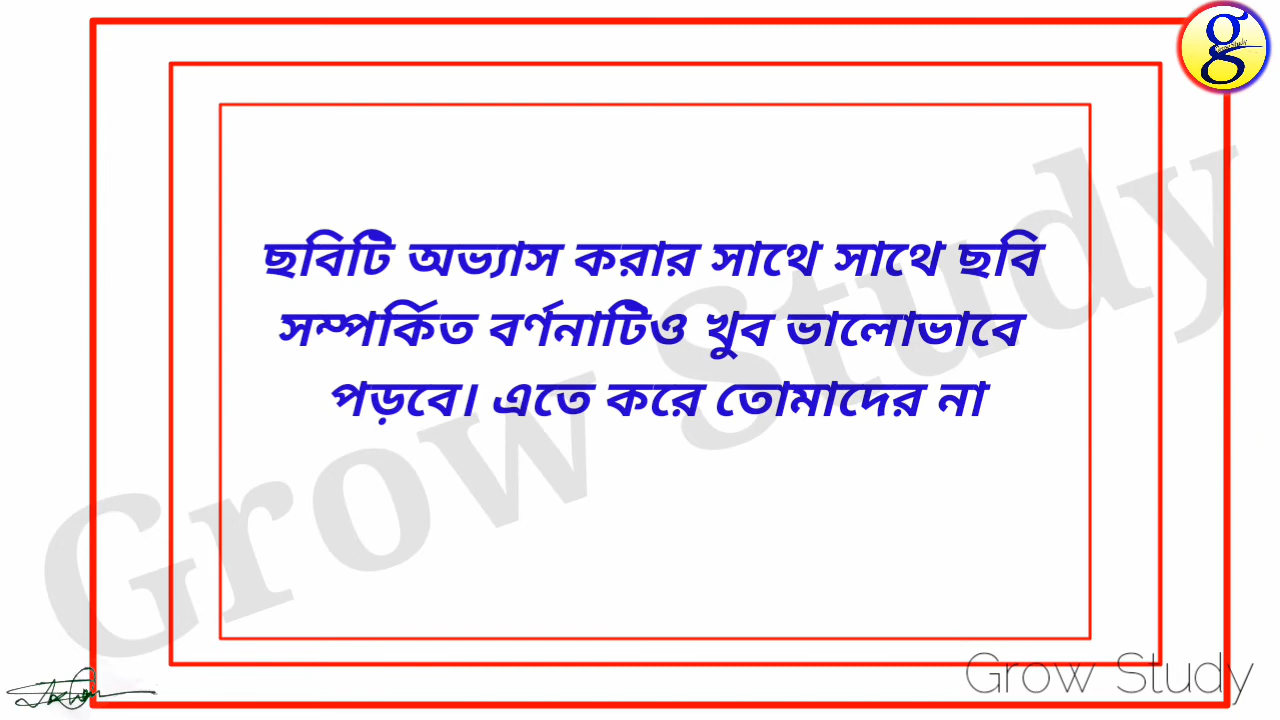 ছবিটি অভ্যাস করার সাথে সাথে ছবি
সম্পর্কিত বর্ণনাটিও খুব ভালোভাবে
পড়বে। এতে করে তোমাদের না
Grow Study
Grow Study